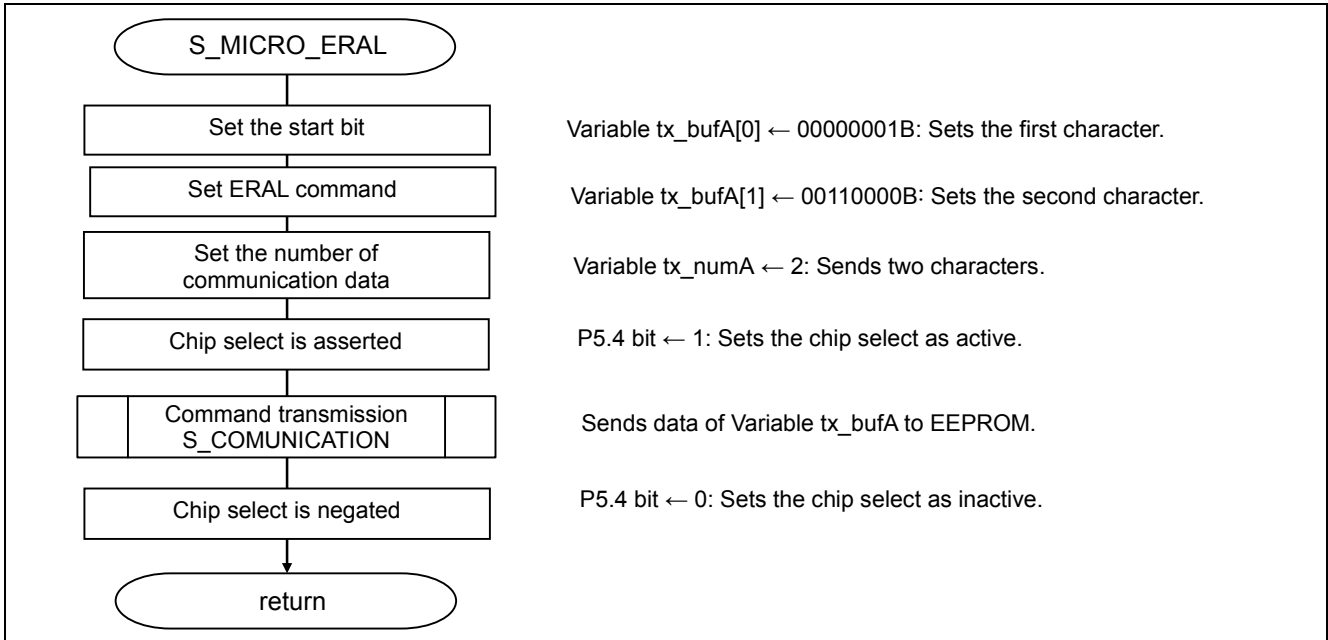 S_MICRO_ERAL
Set the start bit
Variable tx_bufA[0] ← 00000001B: Sets the first character.
Set ERAL command
Variable tx_bufA[1] ← 00110000B: Sets the second character.
Set the number of
communication data
Variable tx_numA ← 2: Sends two characters.
Chip select is asserted
P5.4 bit ← 1: Sets the chip select as active.
Command transmission
S_COMUNICATION
Sends data of Variable tx_bufA to EEPROM.
Chip select is negated
P5.4 bit ← 0: Sets the chip select as inactive.
return